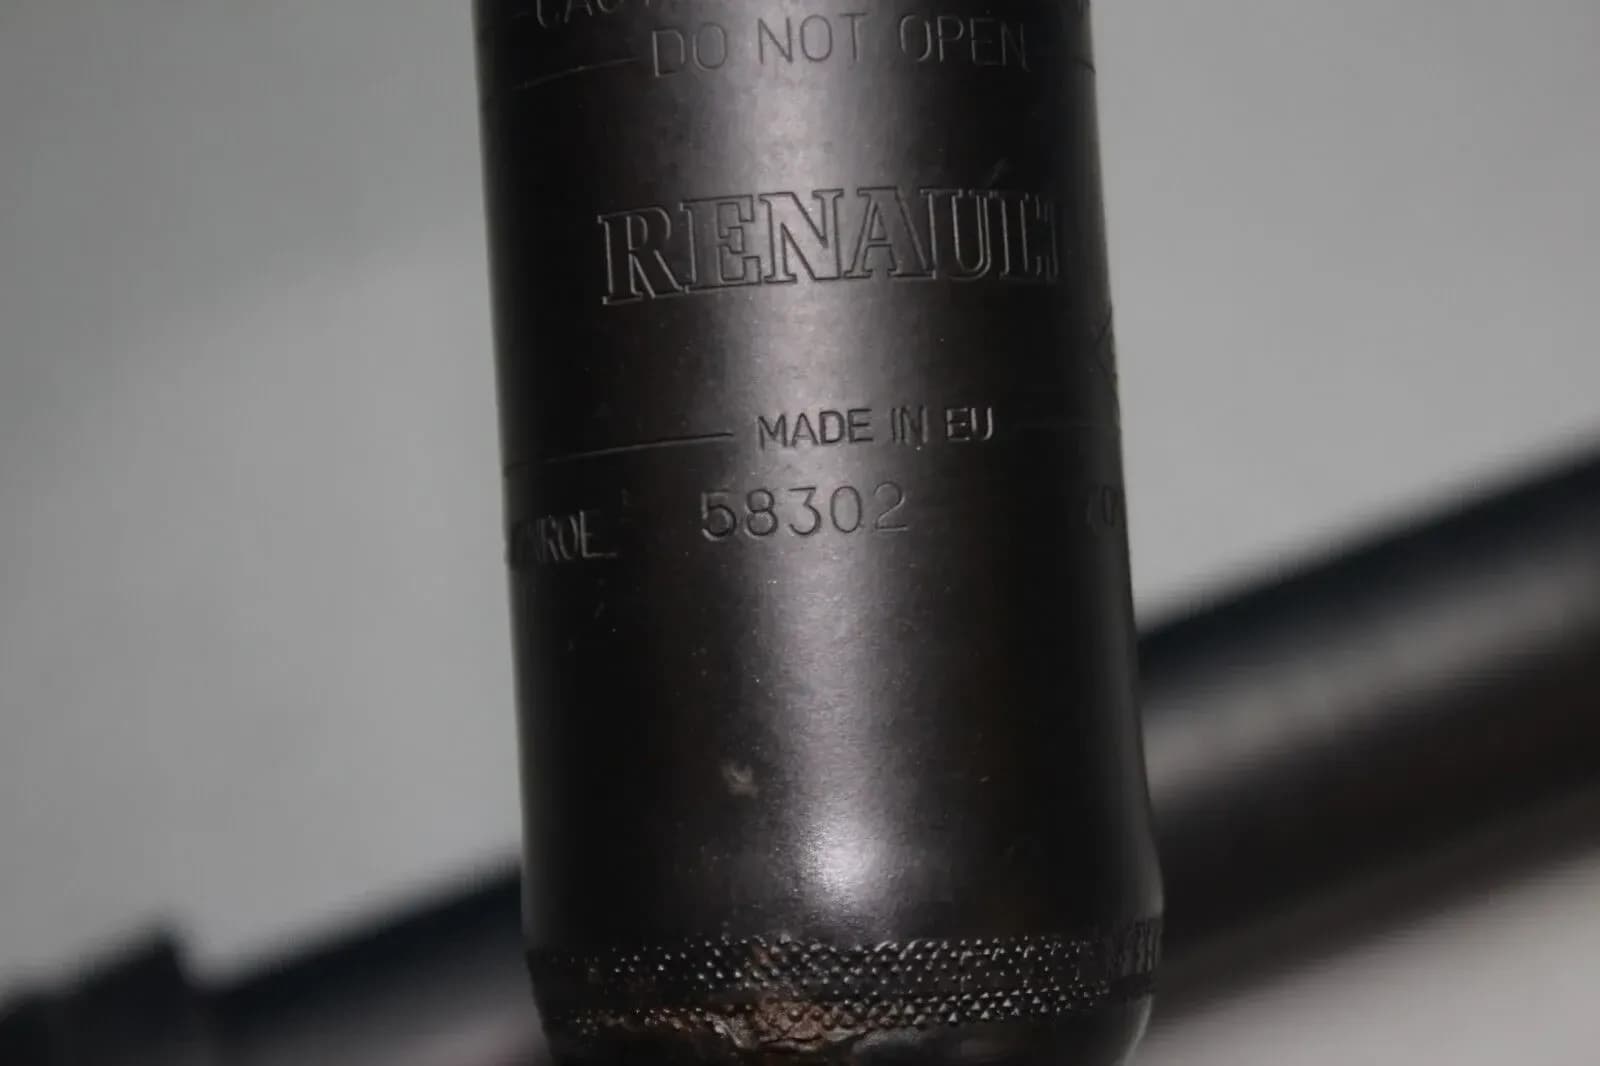 DO NOT OPEN
RENAULT
MADE IN EU
58302